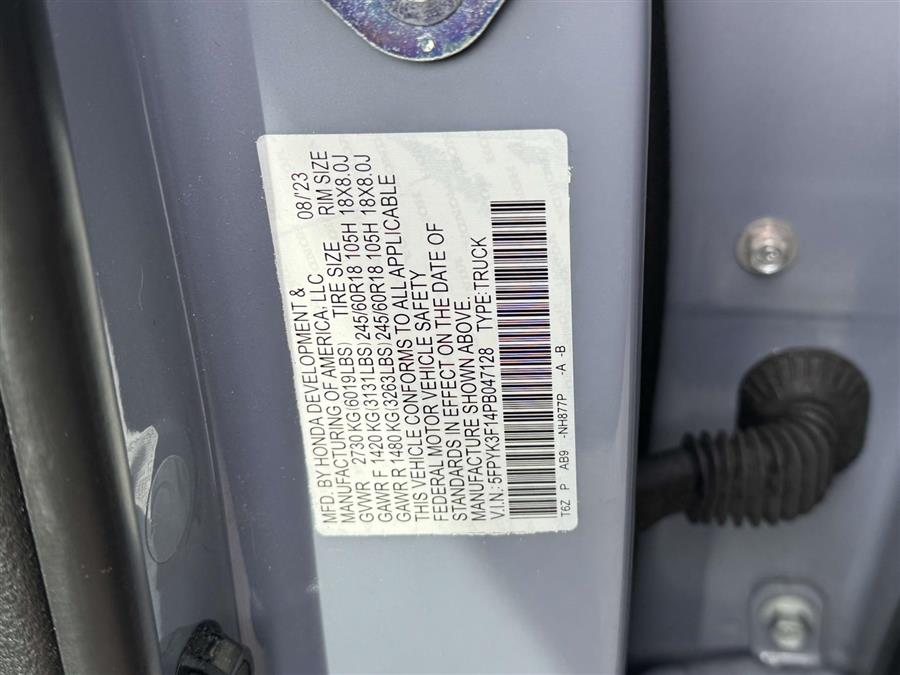 MFD. BY HONDA DEVELOPMENT & 08/'23
MANUFACTURING OF AMERICA, LLC
TIRE SIZE RIM SIZE
GVWR 2730 KG(6019LBS)
GAWR F 1420 KG(3131LBS) 245/60R18 105H 18X8.0J
GAWR R 1480 KG(3263LBS) 245/60R18 105H 18X8.0J
THIS VEHICLE CONFORMS TO ALL APPLICABLE
FEDERAL MOTOR VEHICLE SAFETY
STANDARDS IN EFFECT ON THE DATE OF
MANUFACTURE SHOWN ABOVE.
V.I.N.: 5FPYK3F14PB047128 TYPE:TRUCK
T6Z P AB9 -NH877P -A -B